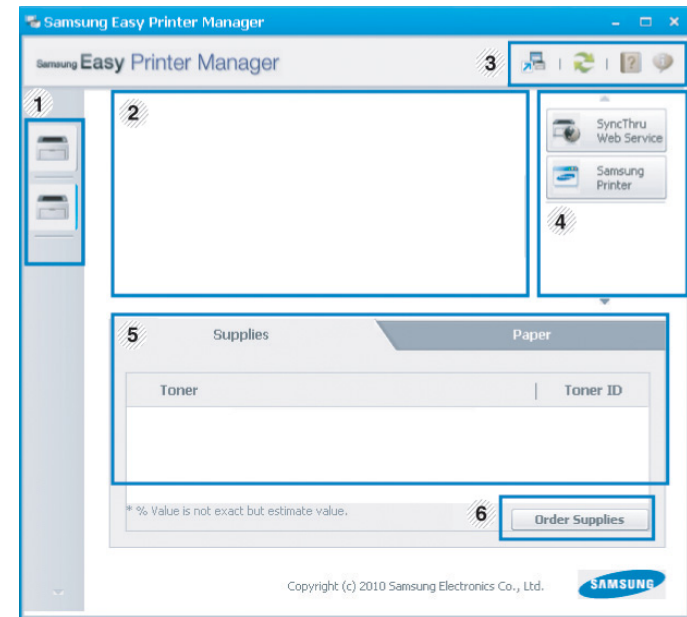 Samsung Easy Printer Manager
Samsung Easy Printer Manager
3
1
2
SyncThru
Web Service
Samsung
Printer
4
5
Supplies
Paper
Toner
Toner ID
* % Value is not exact but estimate value.
6
Order Supplies
Copyright (c) 2010 Samsung Electronics Co., Ltd.
SAMSUNG